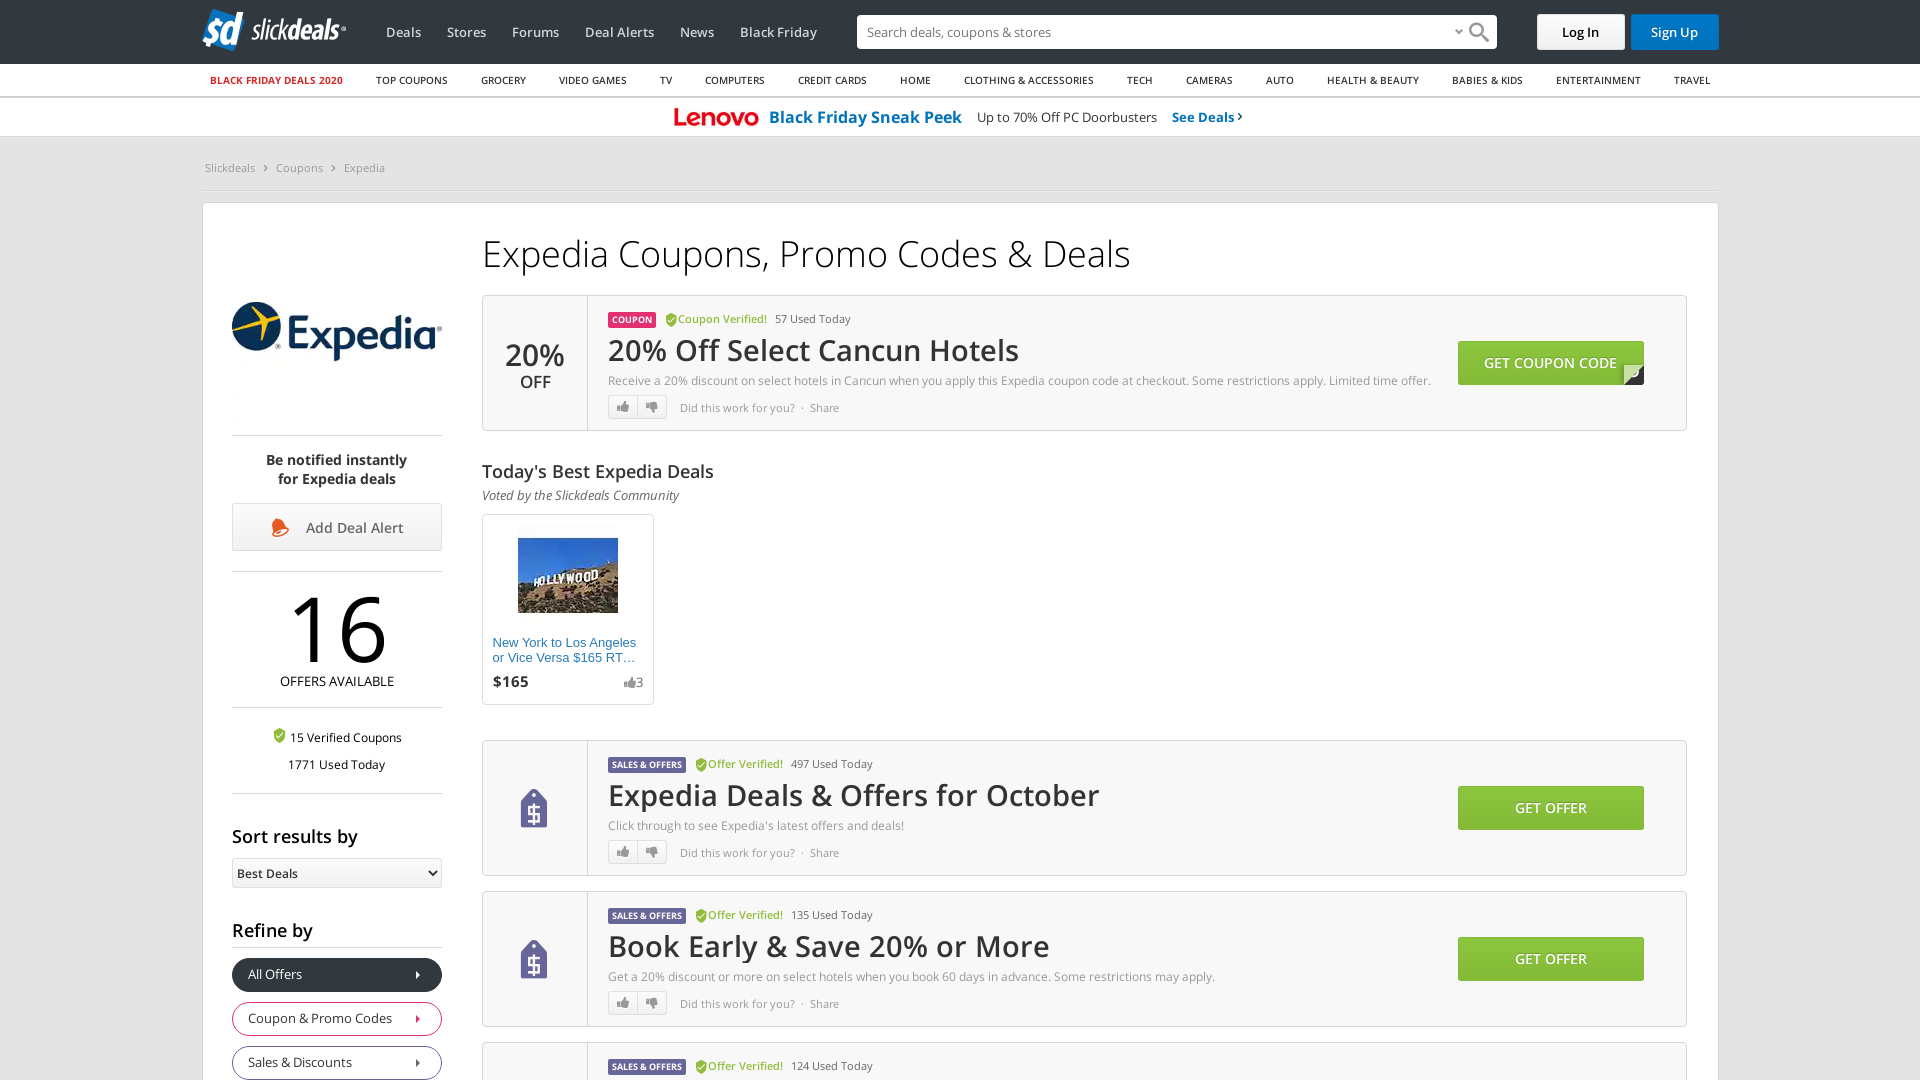 sd slickdeals
Deals Stores Forums Deal Alerts News Black Friday
Search deals, coupons & stores
Log In
Sign Up
BLACK FRIDAY DEALS 2020 TOP COUPONS GROCERY VIDEO GAMES TV COMPUTERS CREDIT CARDS HOME CLOTHING & ACCESSORIES TECH CAMERAS AUTO HEALTH & BEAUTY BABIES & KIDS ENTERTAINMENT TRAVEL
Lenovo Black Friday Sneak Peek Up to 70% Off PC Doorbusters See Deals
Slickdeals > Coupons > Expedia
Expedia
Be notified instantly
for Expedia deals
Add Deal Alert
16
OFFERS AVAILABLE
15 Verified Coupons
1771 Used Today
Sort results by
Best Deals
Refine by
All Offers
Coupon & Promo Codes
Sales & Discounts
Expedia Coupons, Promo Codes & Deals
20%
OFF
COUPON Coupon Verified! 57 Used Today
20% Off Select Cancun Hotels
Receive a 20% discount on select hotels in Cancun when you apply this Expedia coupon code at checkout. Some restrictions apply. Limited time offer.
Did this work for you? · Share
GET COUPON CODE
Today's Best Expedia Deals
Voted by the Slickdeals Community
HOLLYWOOD
New York to Los Angeles
or Vice Versa $165 RT…
$165 3
SALES & OFFERS Offer Verified! 497 Used Today
Expedia Deals & Offers for October
Click through to see Expedia's latest offers and deals!
Did this work for you? · Share
GET OFFER
SALES & OFFERS Offer Verified! 135 Used Today
Book Early & Save 20% or More
Get a 20% discount or more on select hotels when you book 60 days in advance. Some restrictions may apply.
Did this work for you? · Share
GET OFFER
SALES & OFFERS Offer Verified! 124 Used Today